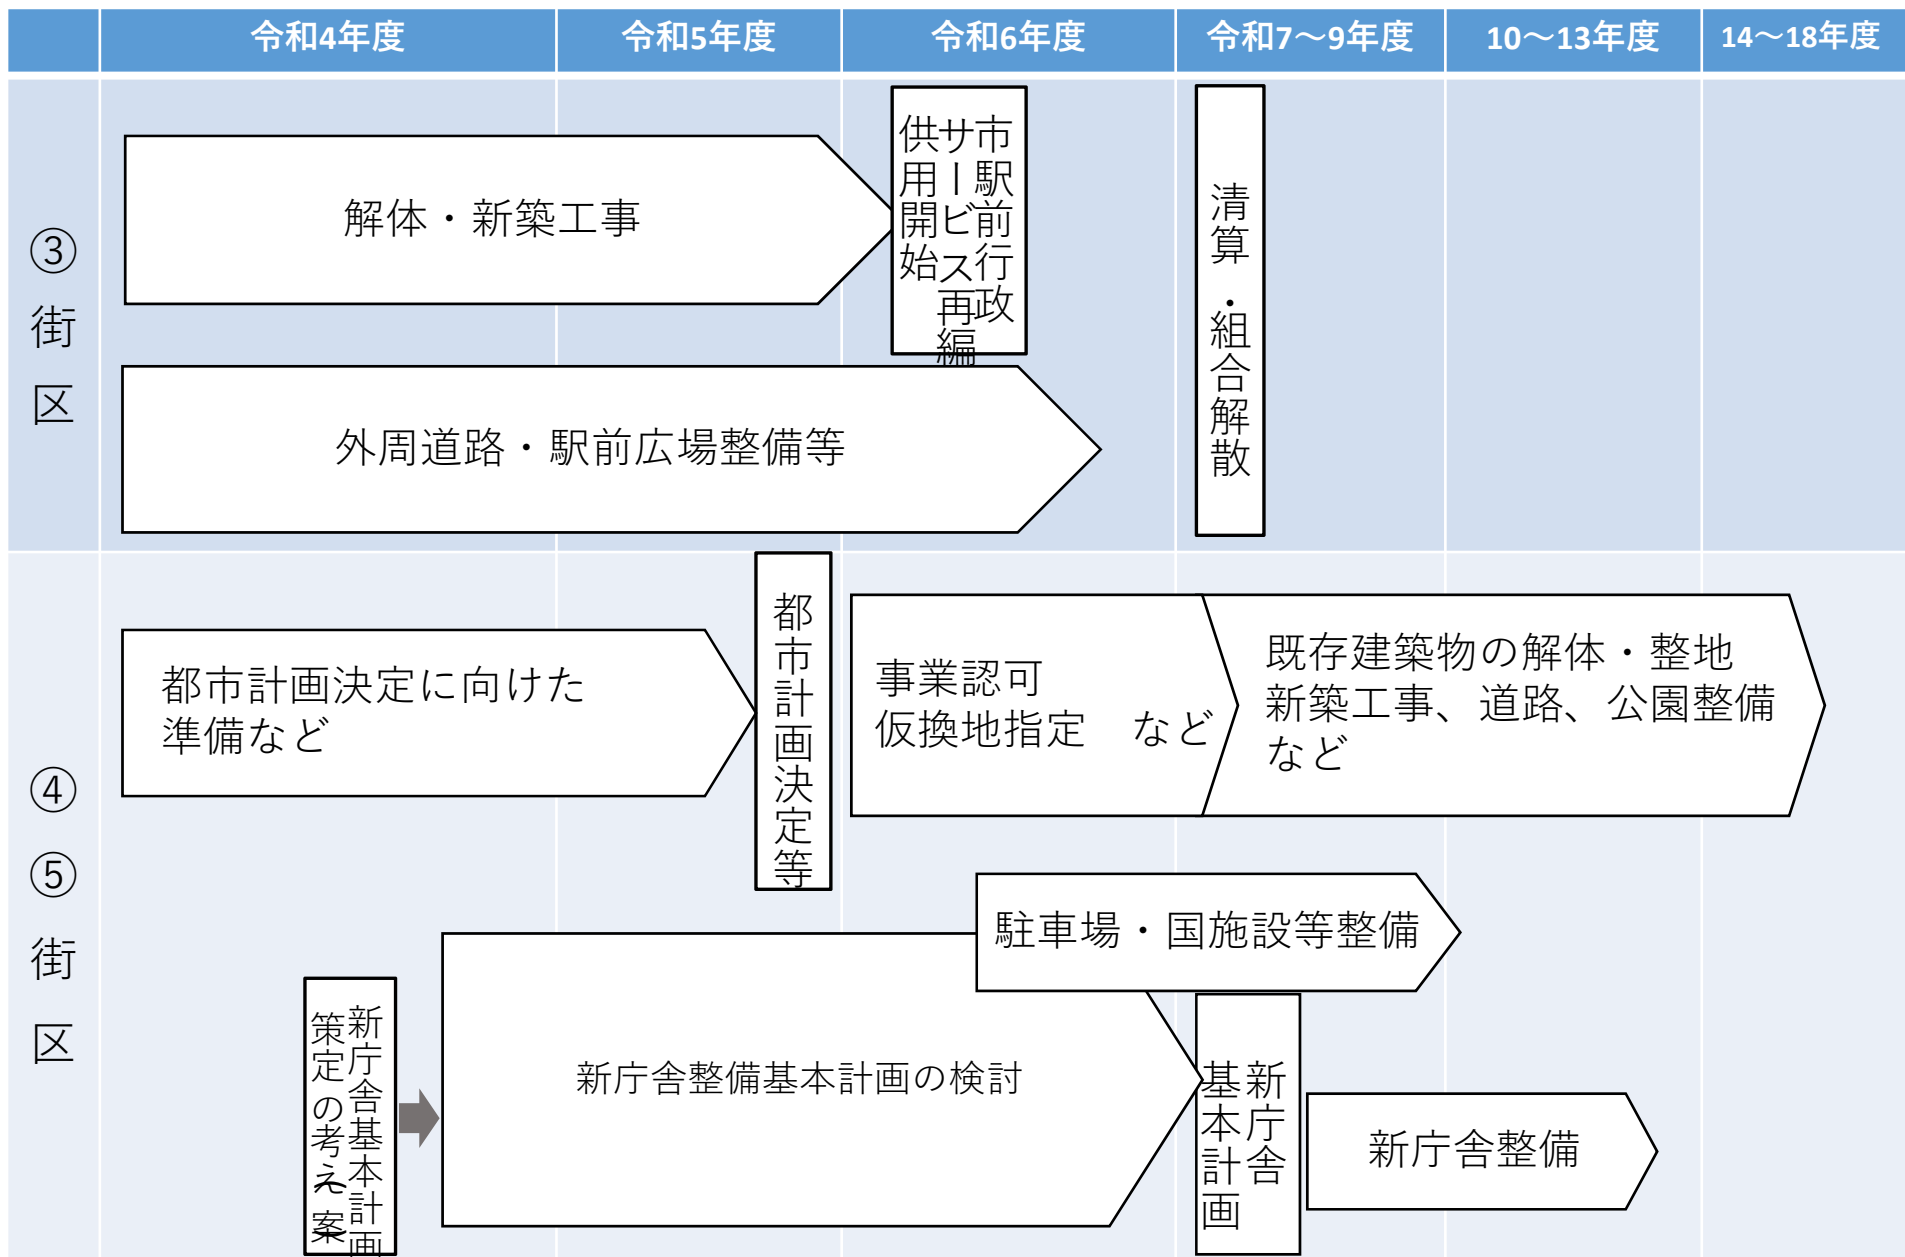 令和4年度
令和5年度
令和6年度
令和7～9年度
10～13年度
14～18年度
③街区
解体・新築工事
市駅前行政
サービス再編
供用開始
清算・組合解散
外周道路・駅前広場整備等
④⑤街区
都市計画決定に向けた
準備など
都市計画決定等
事業認可
仮換地指定　など
既存建築物の解体・整地
新築工事、道路、公園整備
など
駐車場・国施設等整備
新庁舎基本計画
策定の考え（案）
新庁舎整備基本計画の検討
新庁舎
基本計画
新庁舎整備